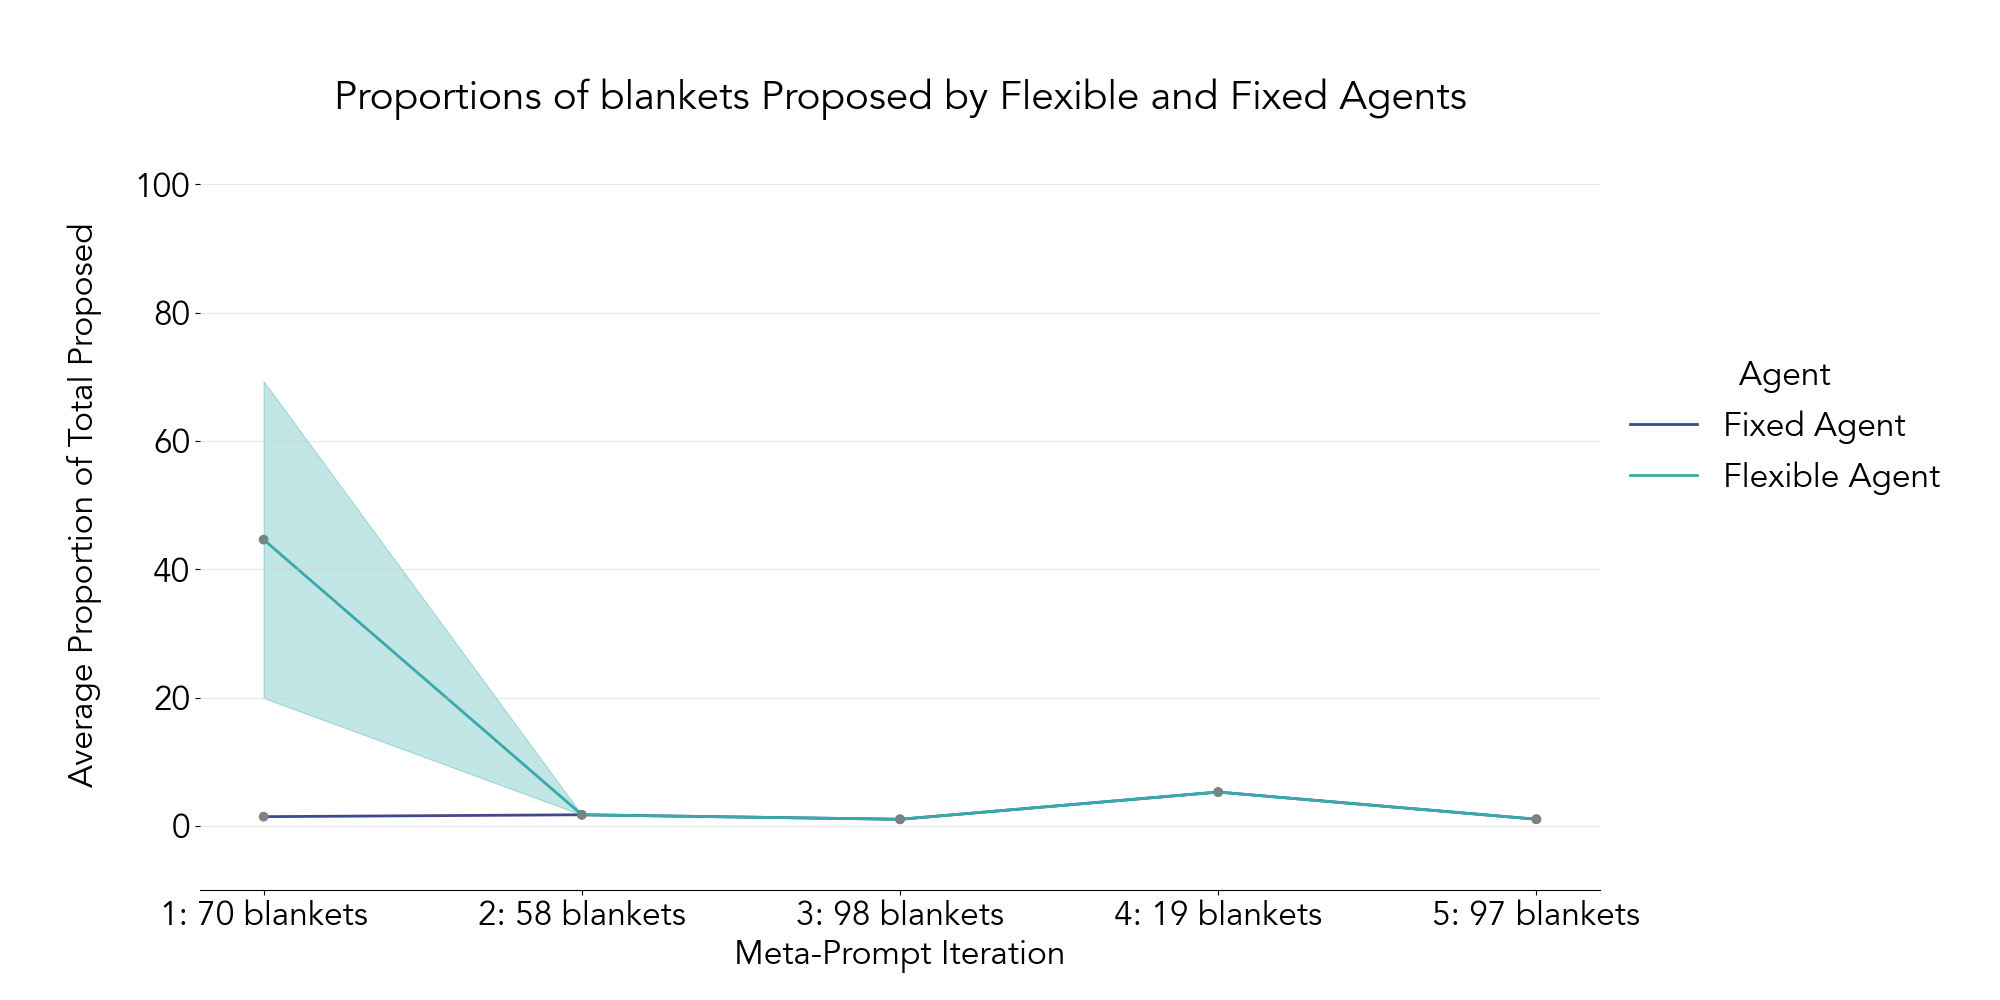 Proportions of blankets Proposed by Flexible and Fixed Agents
Average Proportion of Total Proposed
100
80
60
40
20
0
1: 70 blankets
2: 58 blankets
3: 98 blankets
4: 19 blankets
5: 97 blankets
Meta-Prompt Iteration
Agent
Fixed Agent
Flexible Agent